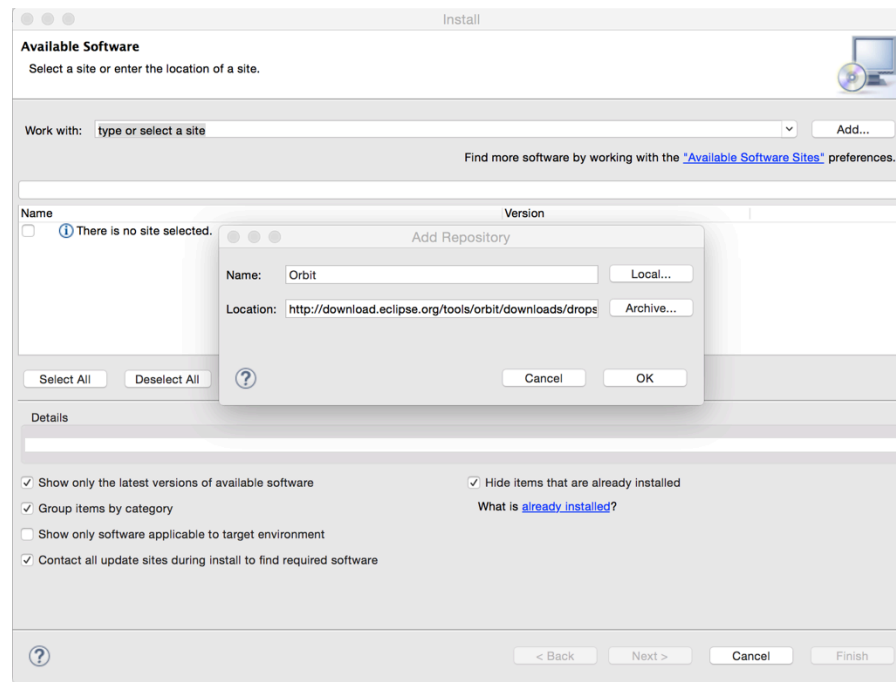 Install
Available Software
Select a site or enter the location of a site.
Work with: type or select a site Add...
Find more software by working with the "Available Software Sites" preferences.
Name Version
There is no site selected.
Add Repository
Name: Orbit Local...
Location: http://download.eclipse.org/tools/orbit/downloads/drops Archive...
Cancel OK
Select All Deselect All
Details
Show only the latest versions of available software Hide items that are already installed
Group items by category What is already installed?
Show only software applicable to target environment
Contact all update sites during install to find required software
< Back Next > Cancel Finish